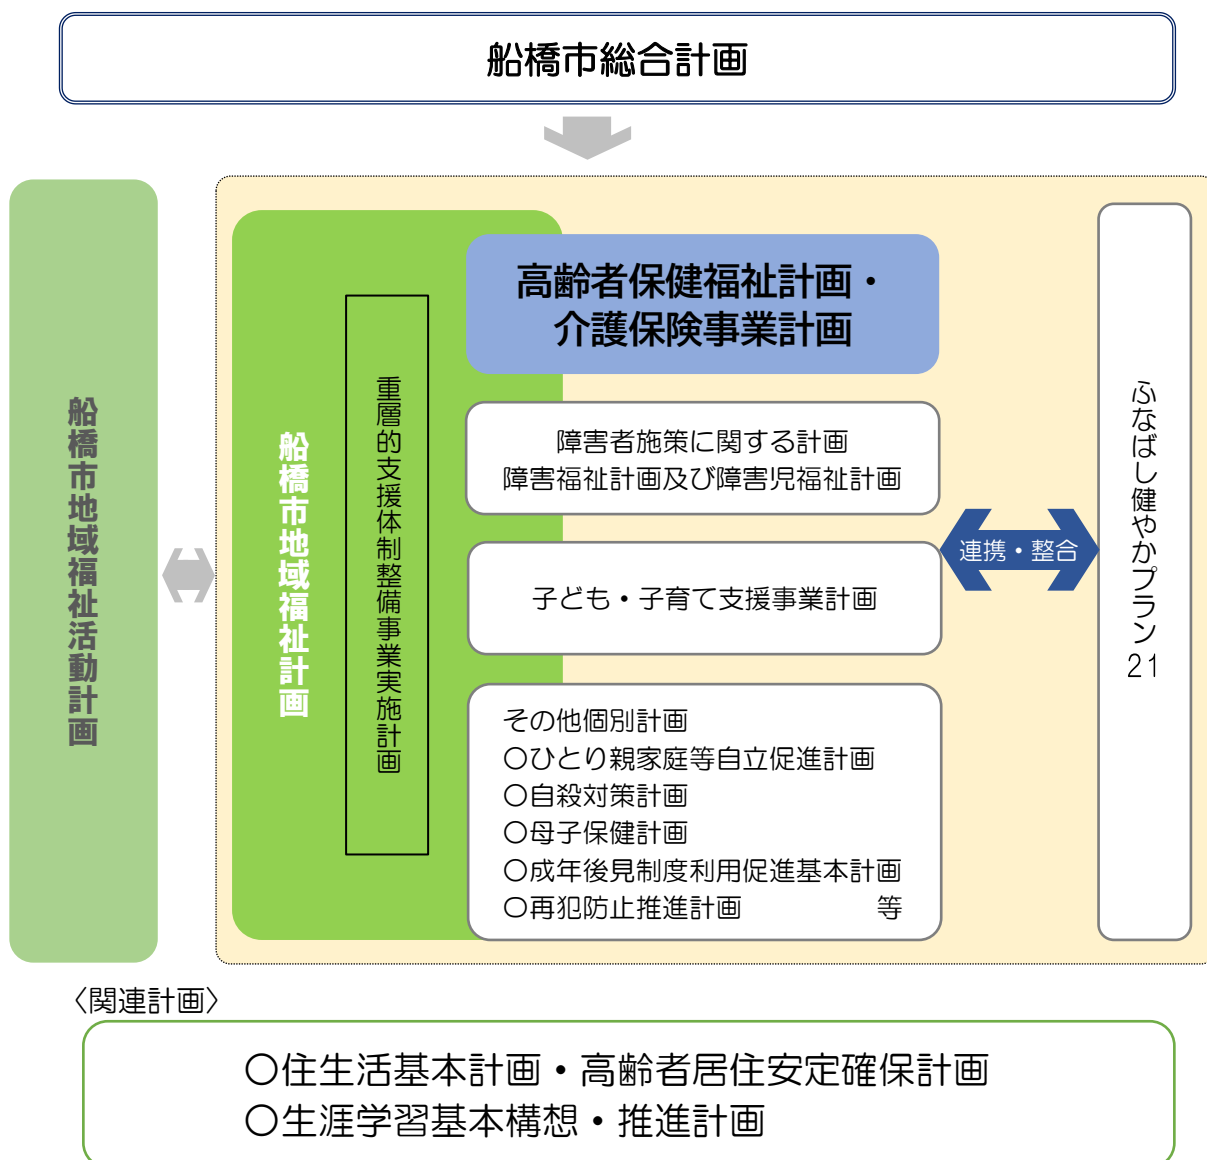 船橋市総合計画
船橋市地域福祉活動計画
船橋市地域福祉計画
重層的支援体制整備事業実施計画
高齢者保健福祉計画・
介護保険事業計画
障害者施策に関する計画
障害福祉計画及び障害児福祉計画
子ども・子育て支援事業計画
その他個別計画
〇ひとり親家庭等自立促進計画
〇自殺対策計画
〇母子保健計画
〇成年後見制度利用促進基本計画
〇再犯防止推進計画 等
連携・整合
ふなばし健やかプラン21
〈関連計画〉
〇住生活基本計画・高齢者居住安定確保計画
〇生涯学習基本構想・推進計画